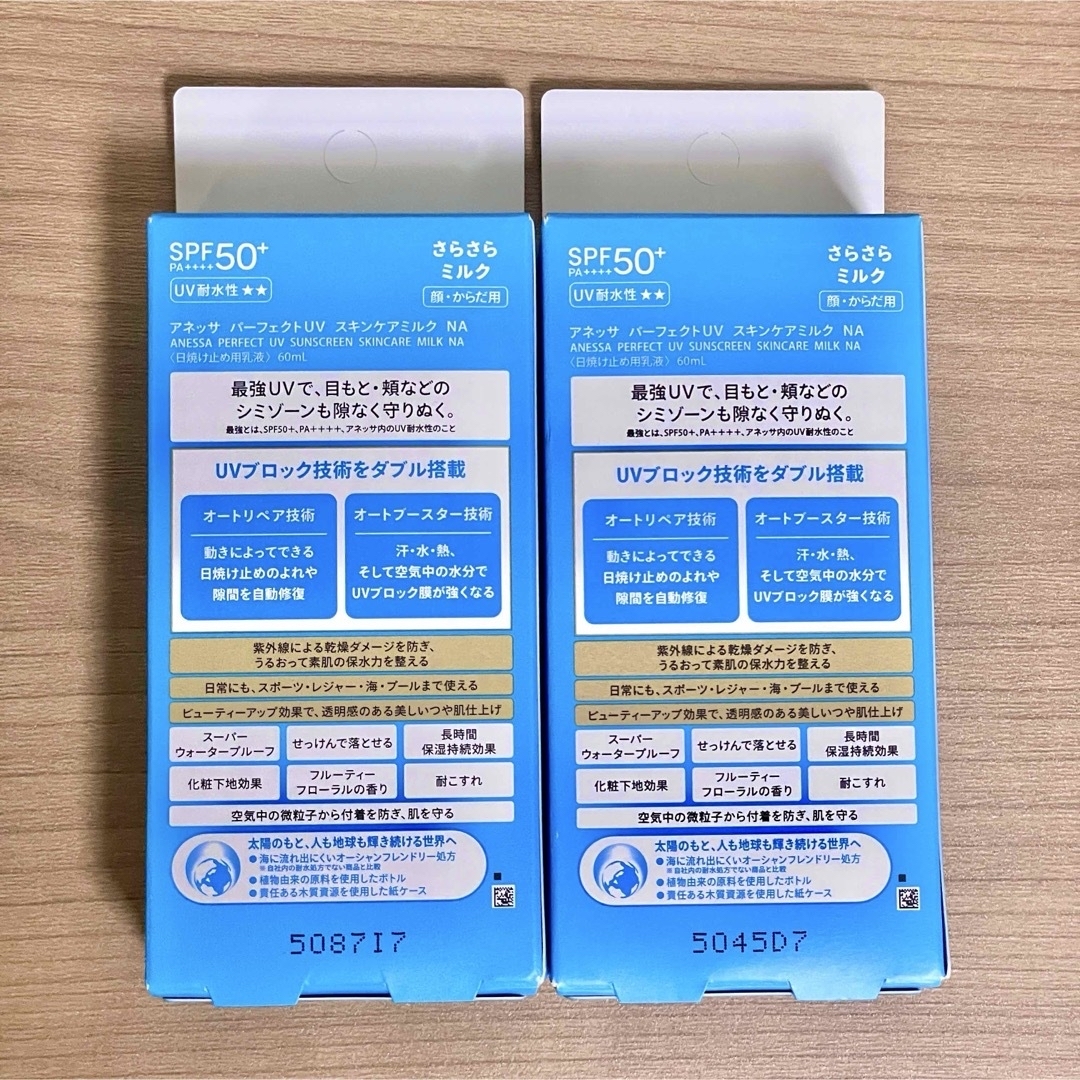 SPF50+
PA++++
UV耐水性★★
さらさら
ミルク
顔・からだ用
アネッサ パーフェクトUV スキンケアミルク NA
ANESSA PERFECT UV SUNSCREEN SKINCARE MILK NA
〈日焼け止め用乳液〉 60mL
最強UVで、目もと・頬などの
シミゾーンも隙なく守りぬく。
最強とは、SPF50+、PA++++、アネッサ内のUV耐水性のこと
UVブロック技術をダブル搭載
オートリペア技術
動きによってできる
日焼け止めのよれや
隙間を自動修復
オートブースター技術
汗・水・熱、
そして空気中の水分で
UVブロック膜が強くなる
紫外線による乾燥ダメージを防ぎ、
うるおって素肌の保水力を整える
日常にも、スポーツ・レジャー・海・プールまで使える
ビューティーアップ効果で、透明感のある美しいつや肌仕上げ
スーパー
ウォータープルーフ
せっけんで落とせる
長時間
保湿持続効果
化粧下地効果
フルーティー
フローラルの香り
耐こすれ
空気中の微粒子から付着を防ぎ、肌を守る
太陽のもと、人も地球も輝き続ける世界へ
●海に流れ出にくいオーシャンフレンドリー処方
※自社内の耐水処方でない商品と比較
●植物由来の原料を使用したボトル
●責任ある木質資源を使用した紙ケース
5087I7
SPF50+
PA++++
UV耐水性★★
さらさら
ミルク
顔・からだ用
アネッサ パーフェクトUV スキンケアミルク NA
ANESSA PERFECT UV SUNSCREEN SKINCARE MILK NA
〈日焼け止め用乳液〉 60mL
最強UVで、目もと・頬などの
シミゾーンも隙なく守りぬく。
最強とは、SPF50+、PA++++、アネッサ内のUV耐水性のこと
UVブロック技術をダブル搭載
オートリペア技術
動きによってできる
日焼け止めのよれや
隙間を自動修復
オートブースター技術
汗・水・熱、
そして空気中の水分で
UVブロック膜が強くなる
紫外線による乾燥ダメージを防ぎ、
うるおって素肌の保水力を整える
日常にも、スポーツ・レジャー・海・プールまで使える
ビューティーアップ効果で、透明感のある美しいつや肌仕上げ
スーパー
ウォータープルーフ
せっけんで落とせる
長時間
保湿持続効果
化粧下地効果
フルーティー
フローラルの香り
耐こすれ
空気中の微粒子から付着を防ぎ、肌を守る
太陽のもと、人も地球も輝き続ける世界へ
●海に流れ出にくいオーシャンフレンドリー処方
※自社内の耐水処方でない商品と比較
●植物由来の原料を使用したボトル
●責任ある木質資源を使用した紙ケース
5045D7